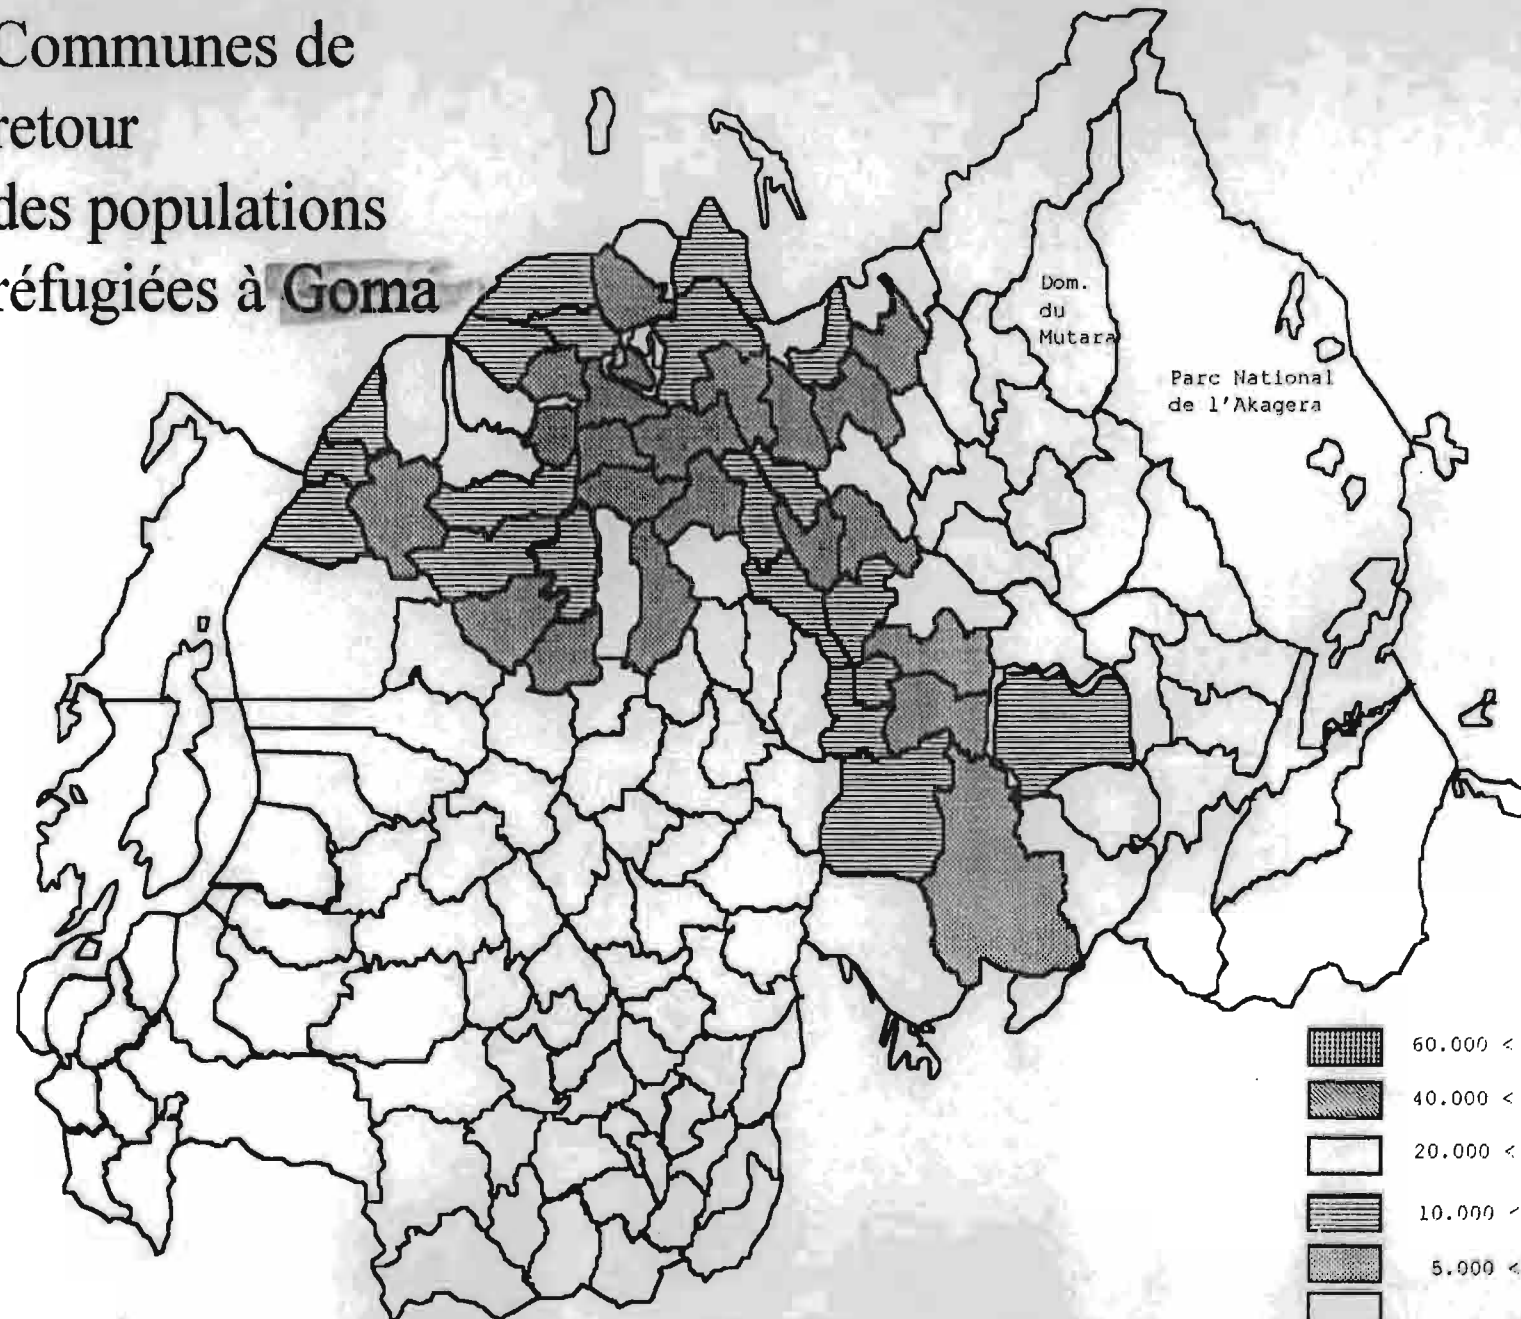 Communes de
retour
des populations
réfugiées à Goma
Dom.
du
Mutara
Parc National
de l'Akagera
60.000 <
40.000 <
20.000 <
10.000 <
5.000 <